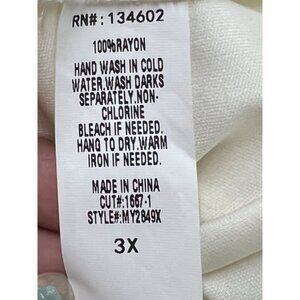 RN#: 134602
100%RAYON
HAND WASH IN COLD
WATER.WASH DARKS
SEPARATELY.NON-
CHLORINE
BLEACH IF NEEDED.
HANG TO DRY.WARM
IRON IF NEEDED.
MADE IN CHINA
CUT#:1667-1
STYLE#:MY2849X
3X